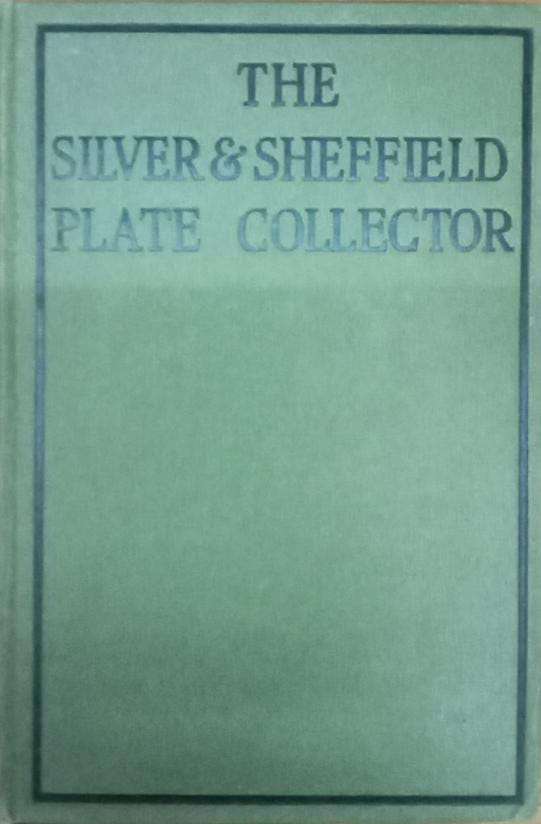 THE
SILVER & SHEFFIELD
PLATE COLLECTOR